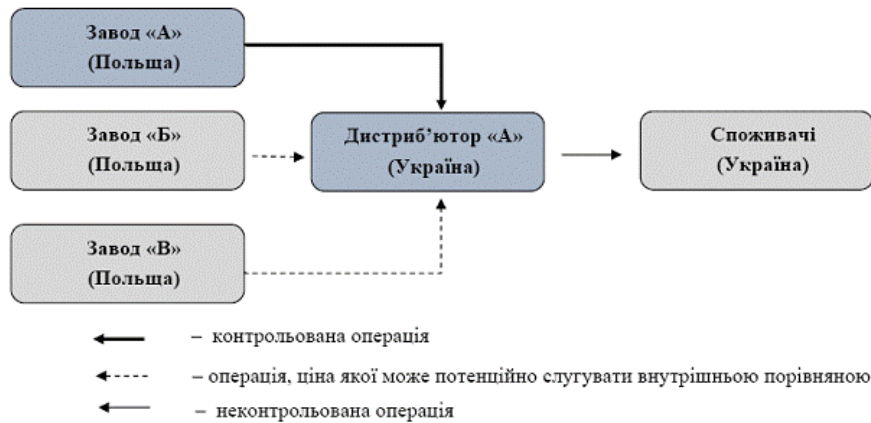 Завод «А»
(Польща)
Завод «Б»
(Польща)
Дистриб’ютор «А»
(Україна)
Споживачі
(Україна)
Завод «В»
(Польща)
– контрольована операція
– операція, ціна якої може потенційно слугувати внутрішньою порівняною
– неконтрольована операція